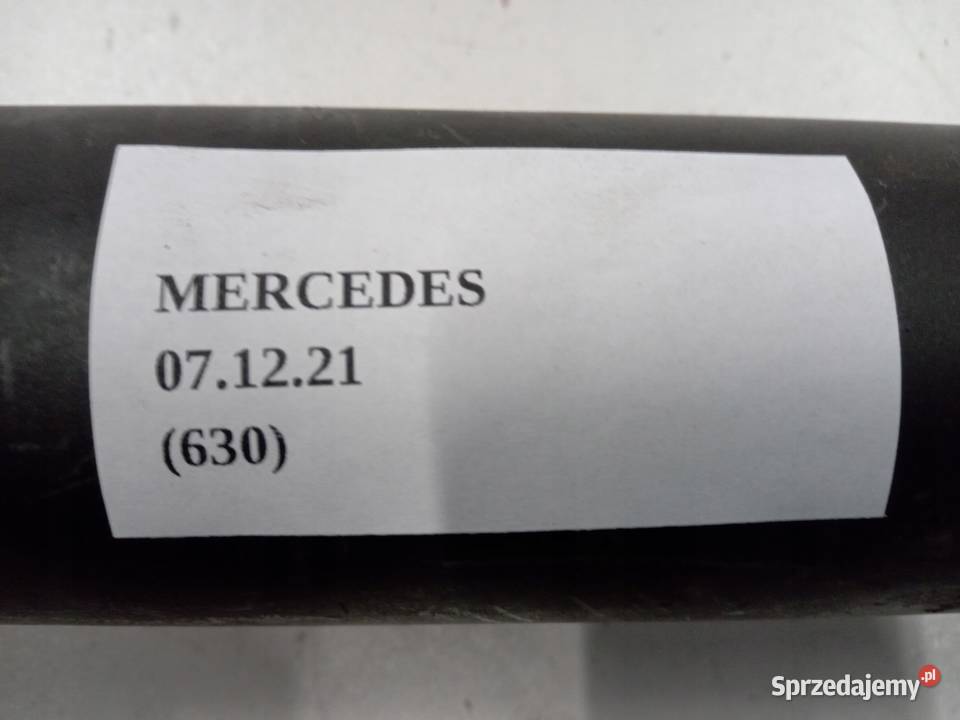 MERCEDES
07.12.21
(630)
Sprzedajemy.pl